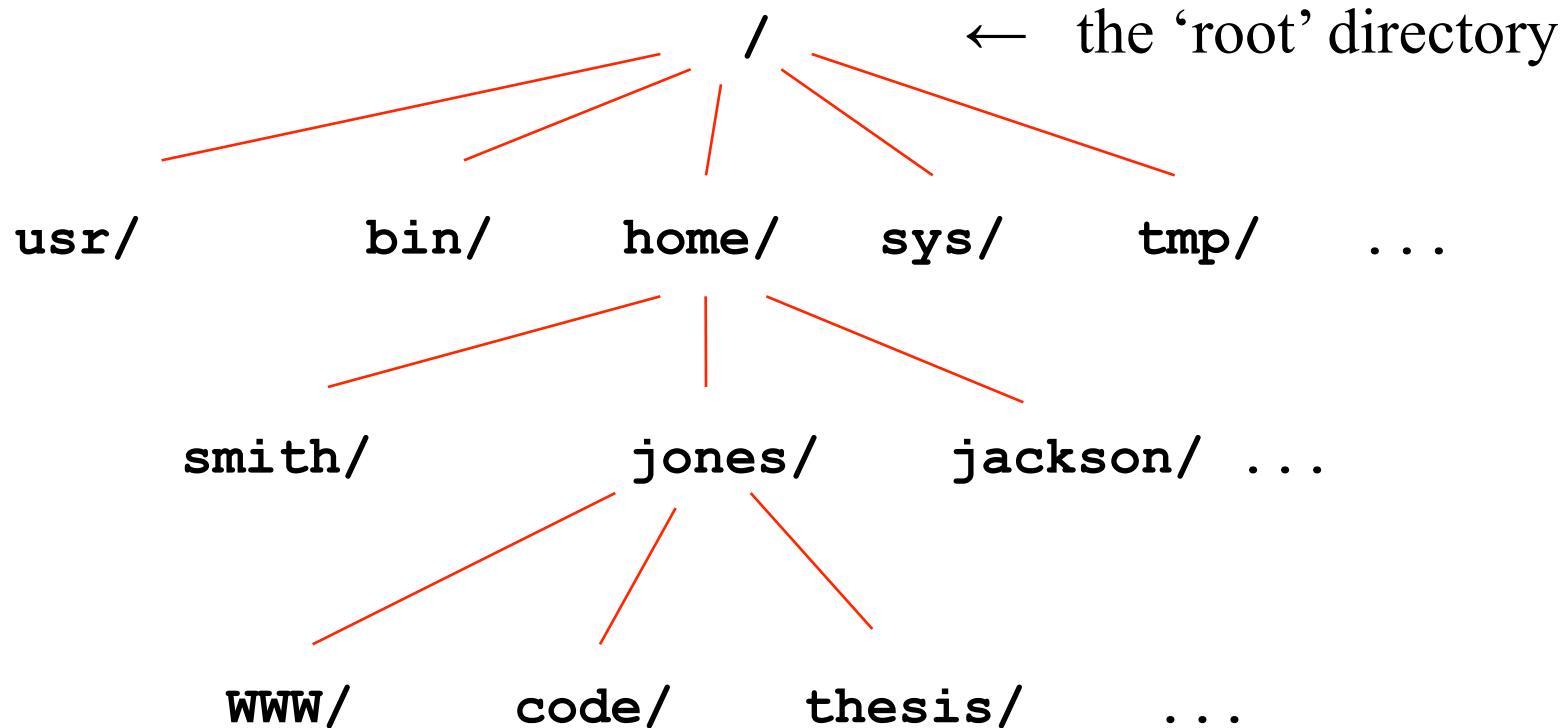 / ← the ‘root’ directory
usr/ bin/ home/ sys/ tmp/ ...
smith/ jones/ jackson/ ...
WWW/ code/ thesis/ ...